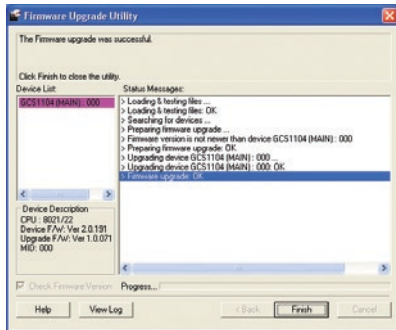 Firmware Upgrade Utility
The Firmware upgrade was successful.
Click Finish to close the utility.
Device List:
Status Messages:
GCS1104 (MAIN) : 000
> Loading & testing files ...
> Loading & testing files: OK
> Searching for devices ...
> Preparing firmware upgrade ...
> Firmware version is not newer than device GCS1104 (MAIN) : 000
> Preparing firmware upgrade: OK
> Upgrading device GCS1104 (MAIN) : 000 ...
> Upgrading device GCS1104 (MAIN) : 000: OK
> Firmware upgrade: OK
Device Description
CPU : 8021/22
Device F/W: Ver 2.0.191
Upgrade F/W: Ver 1.0.071
MID: 000
Check Firmware Version
Progress...
Help
View Log
< Back
Finish
Cancel